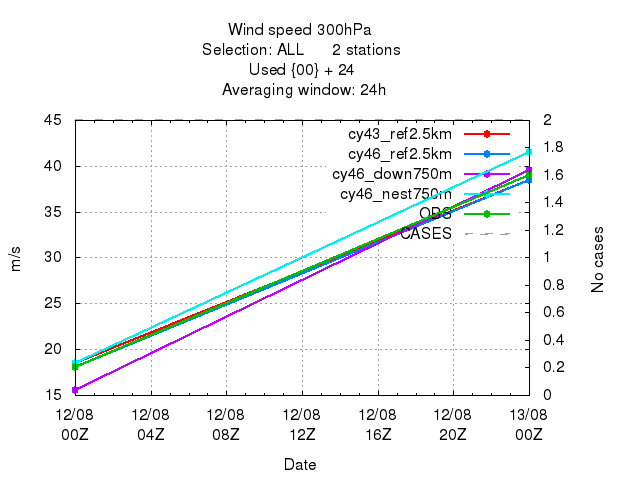 Wind speed 300hPa
Selection: ALL 2 stations
Used {00} + 24
Averaging window: 24h
45 2
cy43_ref2.5km
1.8
cy46_ref2.5km
40 1.6
cy46_down750m
cy46_nest750m
1.4
35 OBS
1.2
CASES
m/s 30 1 No cases
0.8
25
0.6
0.4
20
0.2
15 0
12/08 12/08 12/08 12/08 12/08 12/08 13/08
00Z 04Z 08Z 12Z 16Z 20Z 00Z
Date